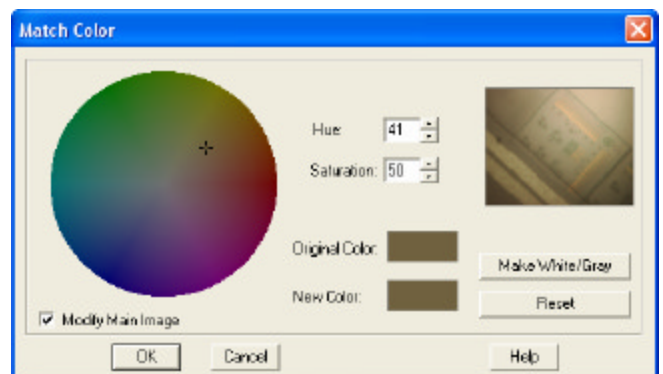 Match Color
Hue: 41
Saturation: 50
Original Color:
Make White/Gray
New Color:
Reset
Modify Main Image
OK Cancel Help